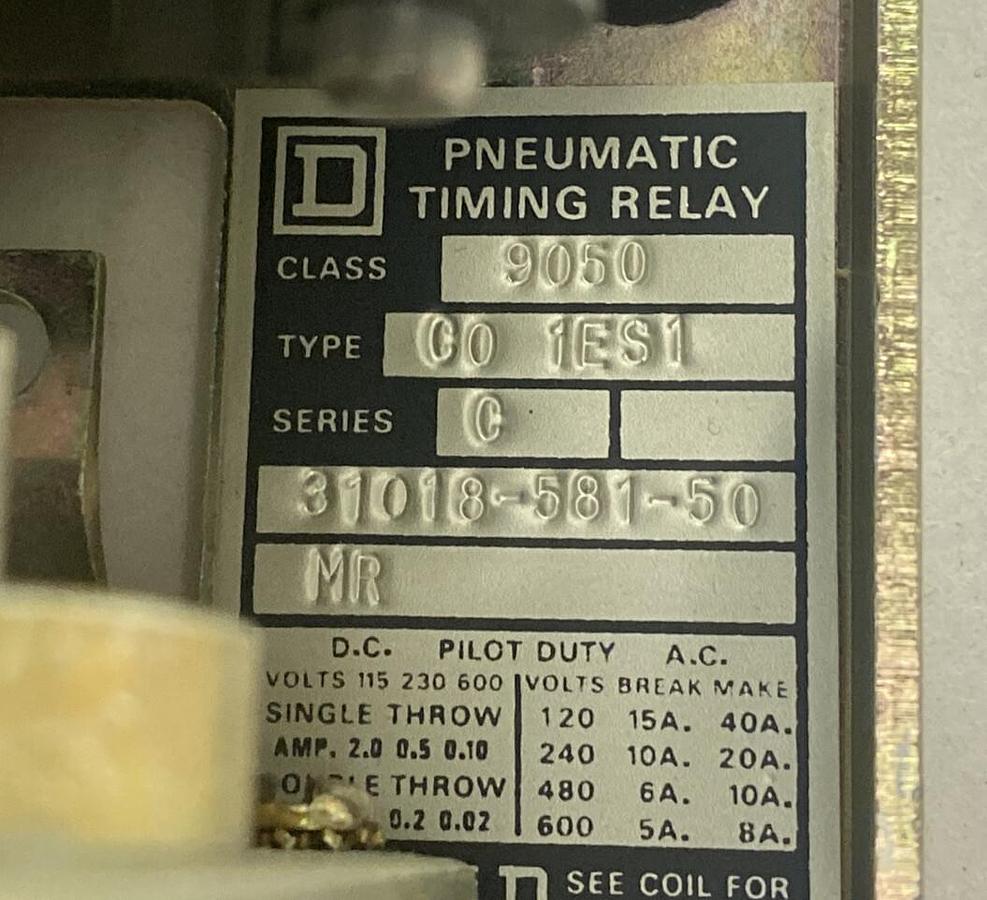 D
PNEUMATIC
TIMING RELAY
CLASS 9050
TYPE CO 1ES1
SERIES C
31018-581-50
MR
D.C. PILOT DUTY A.C.
VOLTS 115 230 600 VOLTS BREAK MAKE
SINGLE THROW 120 15A. 40A.
AMP. 2.0 0.5 0.10 240 10A. 20A.
THROW 480 6A. 10A.
0.2 0.02 600 5A. 8A.
D SEE COIL FOR